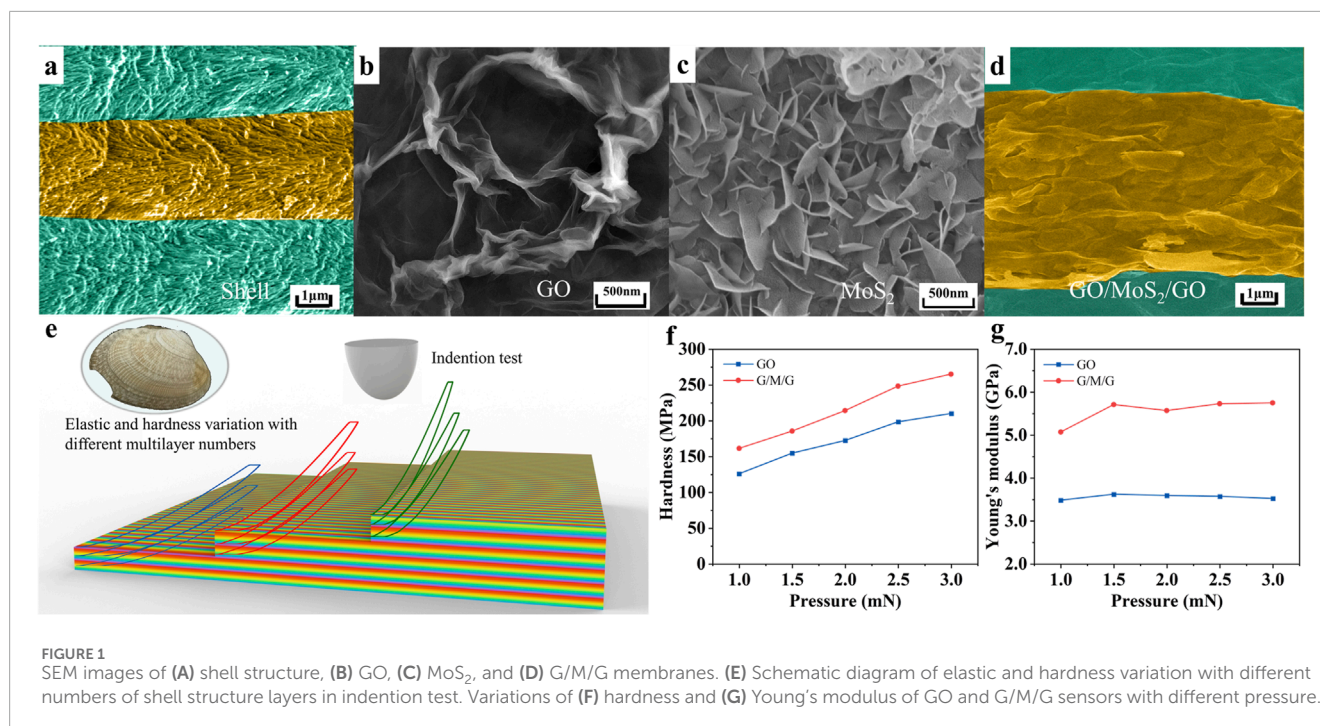 a
Shell
1μm
b
GO
500nm
c
MoS₂
500nm
d
GO/MoS₂/GO
1μm
e
Indention test
Elastic and hardness variation with
different multilayer numbers
f
GO
G/M/G
Hardness (MPa)
300
250
200
150
100
50
0
1.0 1.5 2.0 2.5 3.0
Pressure (mN)
g
GO
G/M/G
Young's modulus (GPa)
7.0
6.0
5.0
4.0
3.0
2.0
1.0 1.5 2.0 2.5 3.0
Pressure (mN)
FIGURE 1
SEM images of (A) shell structure, (B) GO, (C) MoS₂, and (D) G/M/G membranes. (E) Schematic diagram of elastic and hardness variation with different
numbers of shell structure layers in indention test. Variations of (F) hardness and (G) Young's modulus of GO and G/M/G sensors with different pressure.